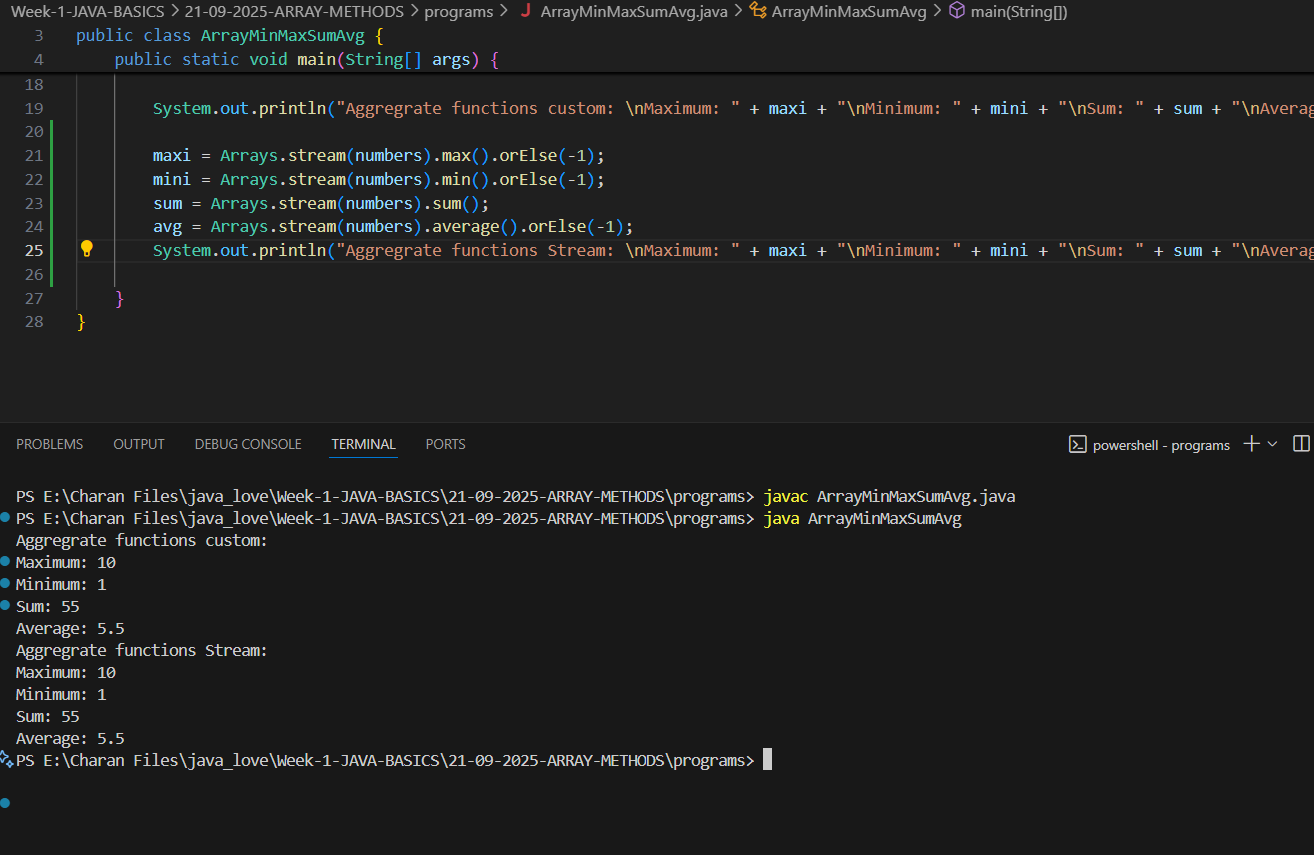 Week-1-JAVA-BASICS > 21-09-2025-ARRAY-METHODS > programs > J ArrayMinMaxSumAvg.java > ArrayMinMaxSumAvg > main(String[])
3 public class ArrayMinMaxSumAvg {
4 public static void main(String[] args) {
18
19 System.out.println("Aggregrate functions custom: \nMaximum: " + maxi + "\nMinimum: " + mini + "\nSum: " + sum + "\nAverag
20
21 maxi = Arrays.stream(numbers).max().orElse(-1);
22 mini = Arrays.stream(numbers).min().orElse(-1);
23 sum = Arrays.stream(numbers).sum();
24 avg = Arrays.stream(numbers).average().orElse(-1);
25 System.out.println("Aggregrate functions Stream: \nMaximum: " + maxi + "\nMinimum: " + mini + "\nSum: " + sum + "\nAverag
26
27 }
28 }
PROBLEMS OUTPUT DEBUG CONSOLE TERMINAL PORTS powershell - programs
PS E:\Charan Files\java_love\Week-1-JAVA-BASICS\21-09-2025-ARRAY-METHODS\programs> javac ArrayMinMaxSumAvg.java
PS E:\Charan Files\java_love\Week-1-JAVA-BASICS\21-09-2025-ARRAY-METHODS\programs> java ArrayMinMaxSumAvg
Aggregrate functions custom:
Maximum: 10
Minimum: 1
Sum: 55
Average: 5.5
Aggregrate functions Stream:
Maximum: 10
Minimum: 1
Sum: 55
Average: 5.5
PS E:\Charan Files\java_love\Week-1-JAVA-BASICS\21-09-2025-ARRAY-METHODS\programs>